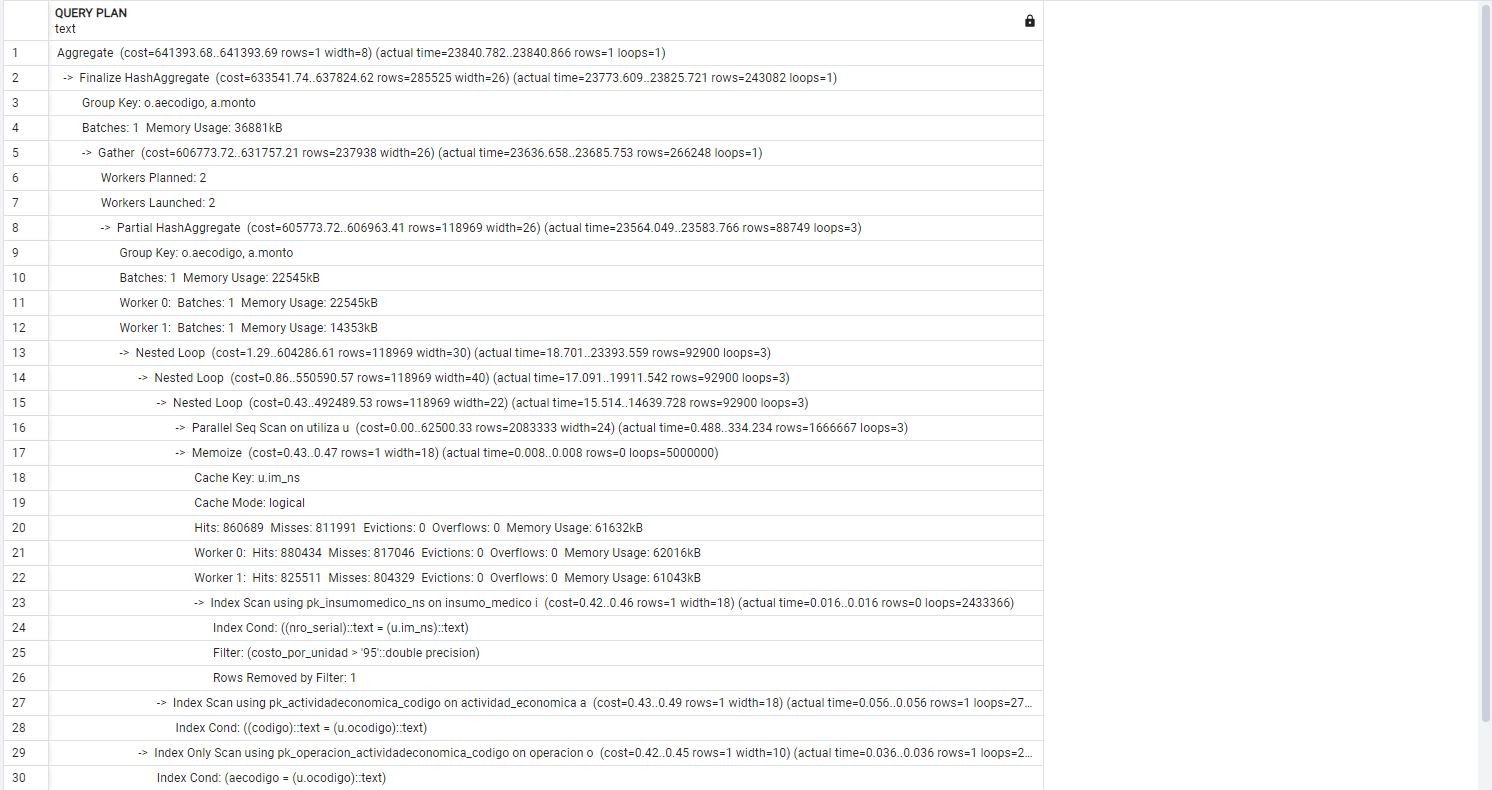 QUERY PLAN
text
1 Aggregate (cost=641393.68..641393.69 rows=1 width=8) (actual time=23840.782..23840.866 rows=1 loops=1)
2 -> Finalize HashAggregate (cost=633541.74..637824.62 rows=285525 width=26) (actual time=23773.609..23825.721 rows=243082 loops=1)
3 Group Key: o.aecodigo, a.monto
4 Batches: 1 Memory Usage: 36881kB
5 -> Gather (cost=606773.72..631757.21 rows=237938 width=26) (actual time=23636.658..23685.753 rows=266248 loops=1)
6 Workers Planned: 2
7 Workers Launched: 2
8 -> Partial HashAggregate (cost=605773.72..606963.41 rows=118969 width=26) (actual time=23564.049..23583.766 rows=88749 loops=3)
9 Group Key: o.aecodigo, a.monto
10 Batches: 1 Memory Usage: 22545kB
11 Worker 0: Batches: 1 Memory Usage: 22545kB
12 Worker 1: Batches: 1 Memory Usage: 14353kB
13 -> Nested Loop (cost=1.29..604286.61 rows=118969 width=30) (actual time=18.701..23393.559 rows=92900 loops=3)
14 -> Nested Loop (cost=0.86..550590.57 rows=118969 width=40) (actual time=17.091..19911.542 rows=92900 loops=3)
15 -> Nested Loop (cost=0.43..492489.53 rows=118969 width=22) (actual time=15.514..14639.728 rows=92900 loops=3)
16 -> Parallel Seq Scan on utiliza u (cost=0.00..62500.33 rows=2083333 width=24) (actual time=0.488..334.234 rows=1666667 loops=3)
17 -> Memoize (cost=0.43..0.47 rows=1 width=18) (actual time=0.008..0.008 rows=0 loops=5000000)
18 Cache Key: u.im_ns
19 Cache Mode: logical
20 Hits: 860689 Misses: 811991 Evictions: 0 Overflows: 0 Memory Usage: 61632kB
21 Worker 0: Hits: 880434 Misses: 817046 Evictions: 0 Overflows: 0 Memory Usage: 62016kB
22 Worker 1: Hits: 825511 Misses: 804329 Evictions: 0 Overflows: 0 Memory Usage: 61043kB
23 -> Index Scan using pk_insumomedico_ns on insumo_medico i (cost=0.42..0.46 rows=1 width=18) (actual time=0.016..0.016 rows=0 loops=2433366)
24 Index Cond: ((nro_serial)::text = (u.im_ns)::text)
25 Filter: (costo_por_unidad > '95'::double precision)
26 Rows Removed by Filter: 1
27 -> Index Scan using pk_actividadeconomica_codigo on actividad_economica a (cost=0.43..0.49 rows=1 width=18) (actual time=0.056..0.056 rows=1 loops=27...
28 Index Cond: ((codigo)::text = (u.ocodigo)::text)
29 -> Index Only Scan using pk_operacion_actividadeconomica_codigo on operacion o (cost=0.42..0.45 rows=1 width=10) (actual time=0.036..0.036 rows=1 loops=2...
30 Index Cond: (aecodigo = (u.ocodigo)::text)